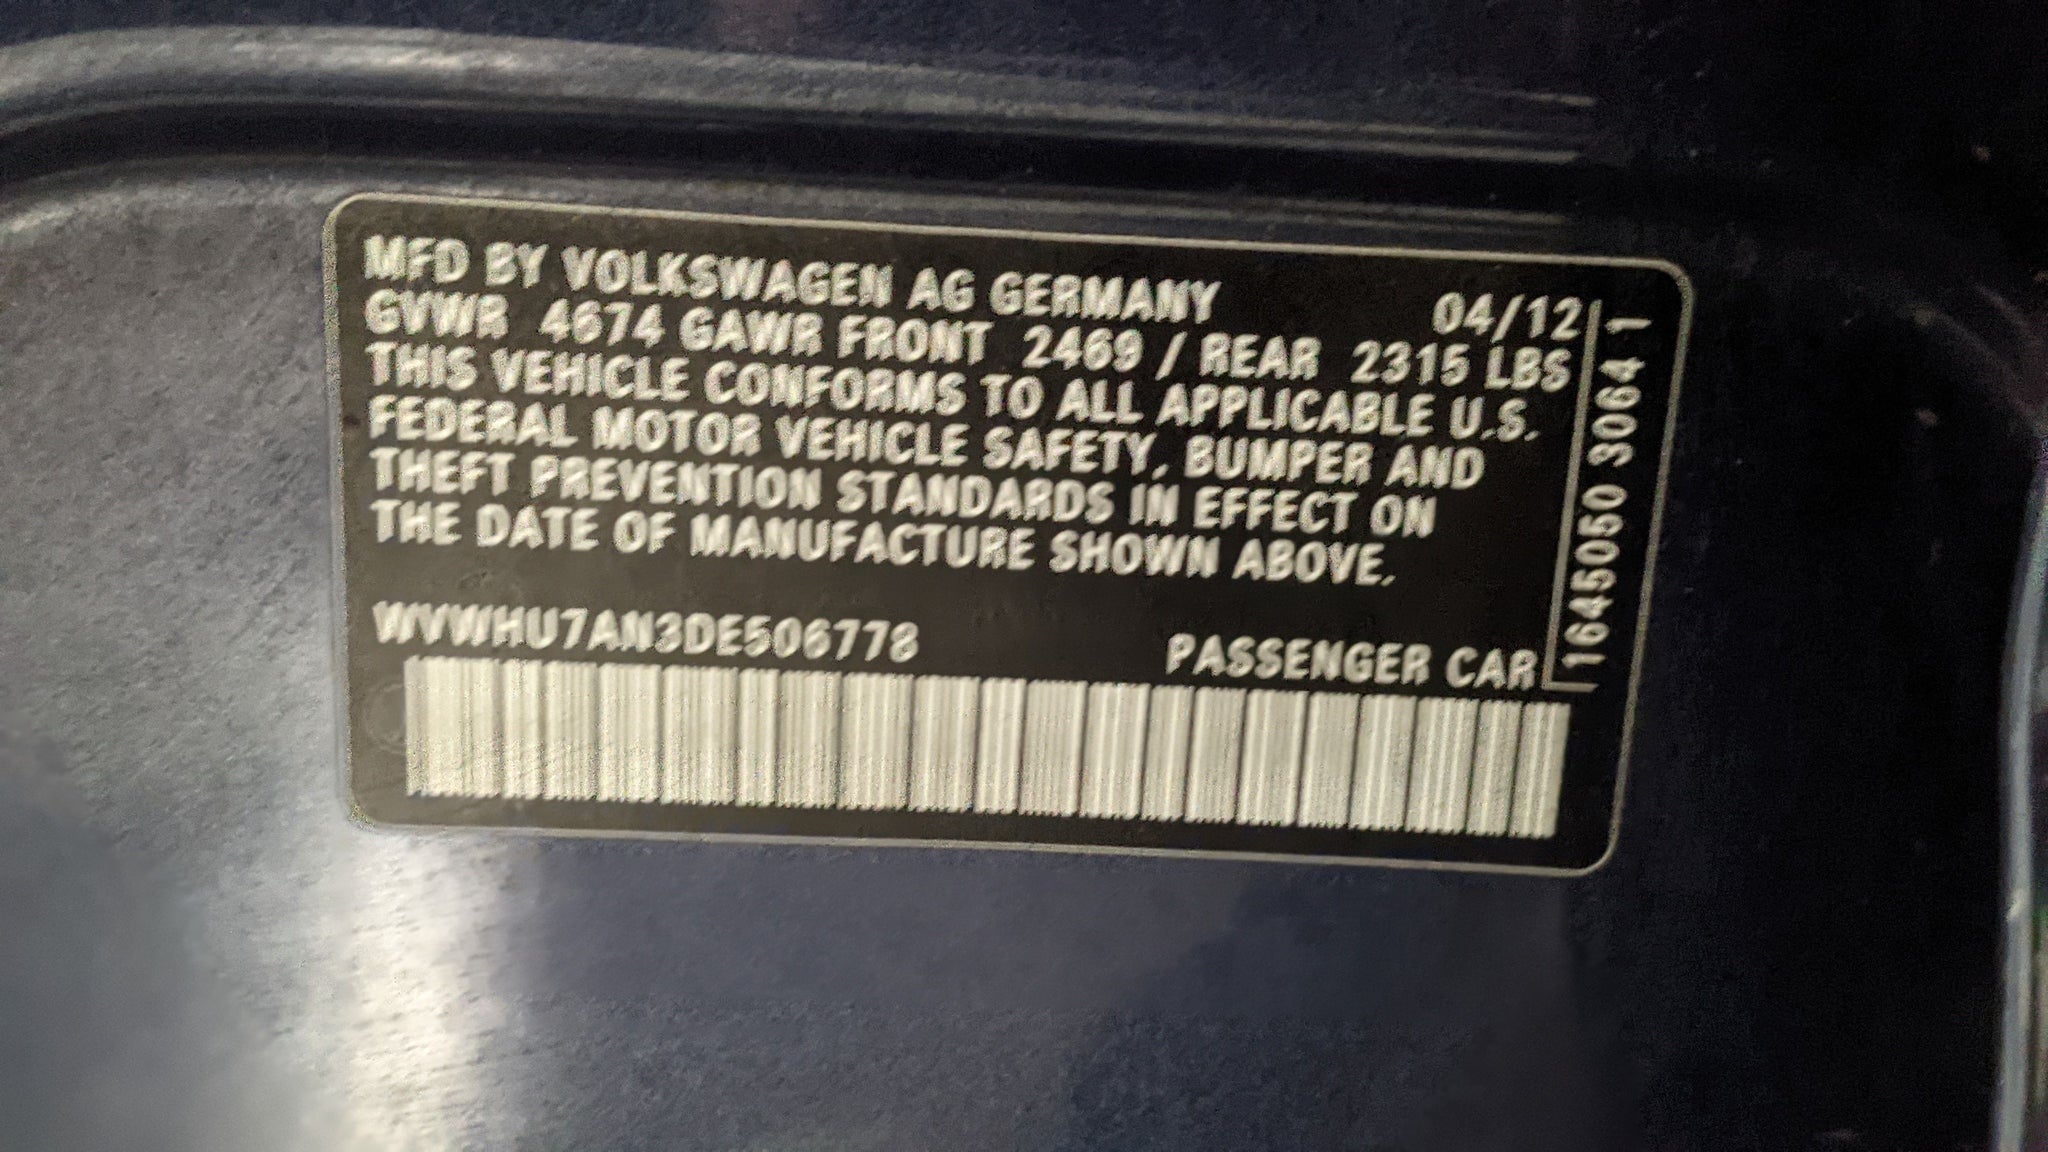 MFD BY VOLKSWAGEN AG GERMANY 04/12
GVWR 4674 GAWR FRONT 2469 / REAR 2315 LBS
THIS VEHICLE CONFORMS TO ALL APPLICABLE U.S.
FEDERAL MOTOR VEHICLE SAFETY, BUMPER AND
THEFT PREVENTION STANDARDS IN EFFECT ON
THE DATE OF MANUFACTURE SHOWN ABOVE.
WVWHU7AN3DE506778 PASSENGER CAR
1645050 3064 1